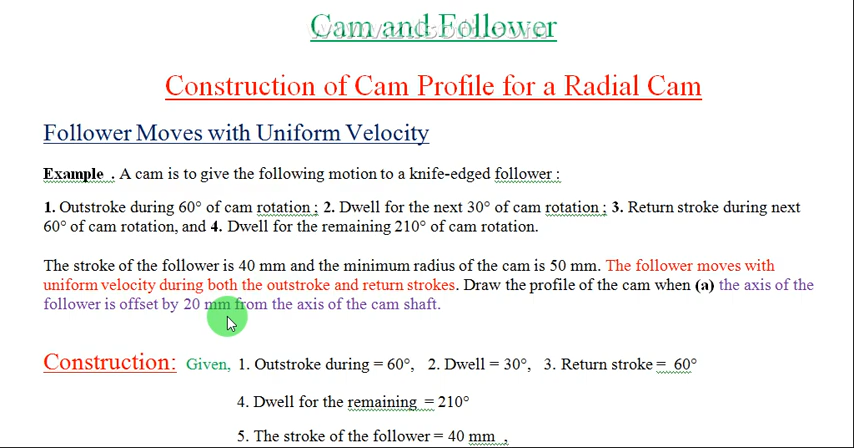 Cam and Follower
Construction of Cam Profile for a Radial Cam
Follower Moves with Uniform Velocity
Example . A cam is to give the following motion to a knife-edged follower :
1. Outstroke during 60° of cam rotation ; 2. Dwell for the next 30° of cam rotation ; 3. Return stroke during next
60° of cam rotation, and 4. Dwell for the remaining 210° of cam rotation.
The stroke of the follower is 40 mm and the minimum radius of the cam is 50 mm. The follower moves with
uniform velocity during both the outstroke and return strokes. Draw the profile of the cam when (a) the axis of the
follower is offset by 20 mm from the axis of the cam shaft.
Construction: Given, 1. Outstroke during = 60°, 2. Dwell = 30°, 3. Return stroke = 60°
4. Dwell for the remaining = 210°
5. The stroke of the follower = 40 mm ,